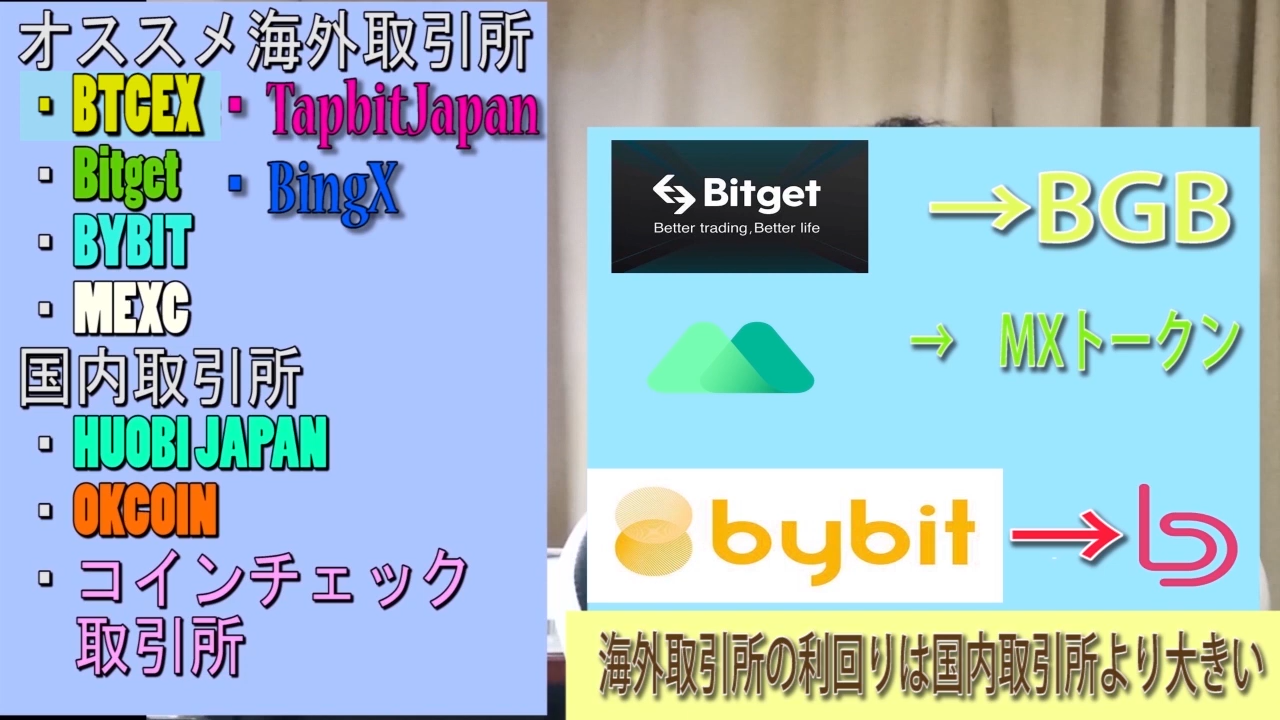 オススメ海外取引所
・BTCEX ・TapbitJapan
・Bitget ・BingX
・BYBIT
・MEXC
国内取引所
・HUOBI JAPAN
・OKCOIN
・コインチェック
取引所
Bitget →BGB
Better trading, Better life
→ MXトークン
bybit →
海外取引所の利回りは国内取引所より大きい